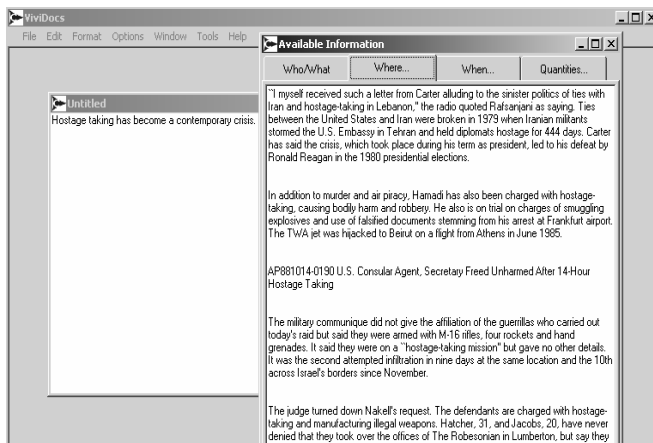 ViviDocs
File Edit Format Options Window Tools Help
Untitled
Hostage taking has become a contemporary crisis.
Available Information
Who/What Where... When... Quantities...
``I myself received such a letter from Carter alluding to the sinister politics of ties with
Iran and hostage-taking in Lebanon," the radio quoted Rafsanjani as saying. Ties
between the United States and Iran were broken in 1979 when Iranian militants
stormed the U.S. Embassy in Tehran and held diplomats hostage for 444 days. Carter
has said the crisis, which took place during his term as president, led to his defeat by
Ronald Reagan in the 1980 presidential elections.
In addition to murder and air piracy, Hamadi has also been charged with hostage-
taking, causing bodily harm and robbery. He also is on trial on charges of smuggling
explosives and use of falsified documents stemming from his arrest at Frankfurt airport.
The TWA jet was hijacked to Beirut on a flight from Athens in June 1985.
AP881014-0190 U.S. Consular Agent, Secretary Freed Unharmed After 14-Hour
Hostage Taking
The military communique did not give the affiliation of the guerrillas who carried out
today's raid but said they were armed with M-16 rifles, four rockets and hand
grenades. It said they were on a ``hostage-taking mission" but gave no other details.
It was the second attempted infiltration in nine days at the same location and the 10th
across Israel's borders since November.
The judge turned down Nakell's request. The defendants are charged with hostage-
taking and manufacturing illegal weapons. Hatcher, 31, and Jacobs, 20, have never
denied that they took over the offices of The Robesonian in Lumberton, but say they